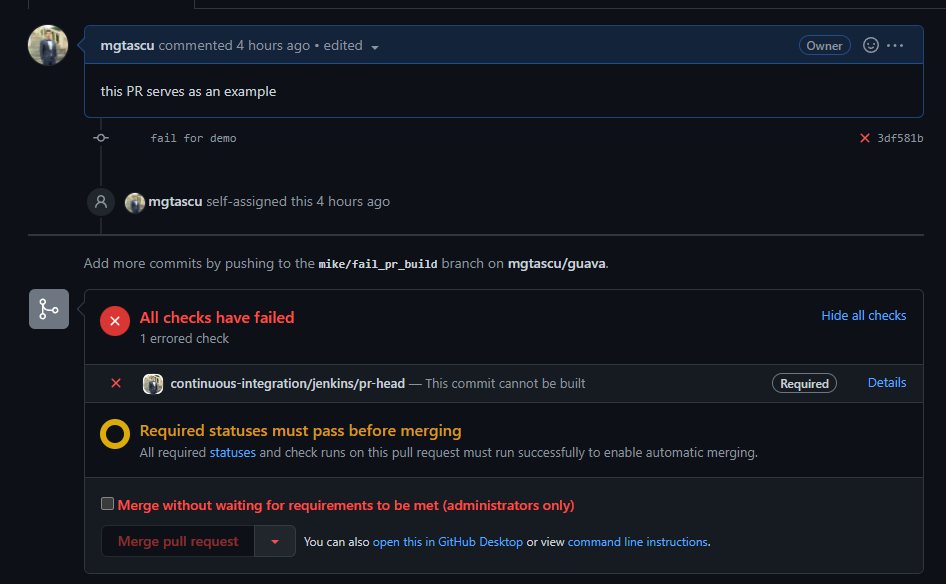 mgtascu commented 4 hours ago • edited Owner
this PR serves as an example
fail for demo 3df581b
mgtascu self-assigned this 4 hours ago
Add more commits by pushing to the mike/fail_pr_build branch on mgtascu/guava.
All checks have failed Hide all checks
1 errored check
continuous-integration/jenkins/pr-head — This commit cannot be built Required Details
Required statuses must pass before merging
All required statuses and check runs on this pull request must run successfully to enable automatic merging.
Merge without waiting for requirements to be met (administrators only)
Merge pull request You can also open this in GitHub Desktop or view command line instructions.